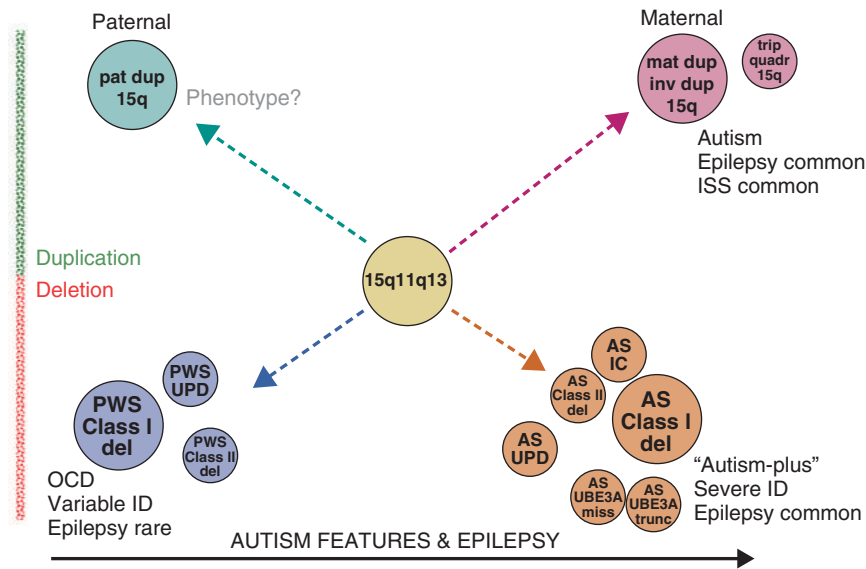 Paternal
pat dup
15q
Phenotype?
Maternal
mat dup
inv dup
15q
trip
quadr
15q
Autism
Epilepsy common
ISS common
Duplication
Deletion
15q11q13
PWS
UPD
PWS
Class I
del
PWS
Class II
del
OCD
Variable ID
Epilepsy rare
AS
IC
AS
Class II
del
AS
Class I
del
AS
UPD
AS
UBE3A
miss
AS
UBE3A
trunc
“Autism-plus”
Severe ID
Epilepsy common
AUTISM FEATURES & EPILEPSY